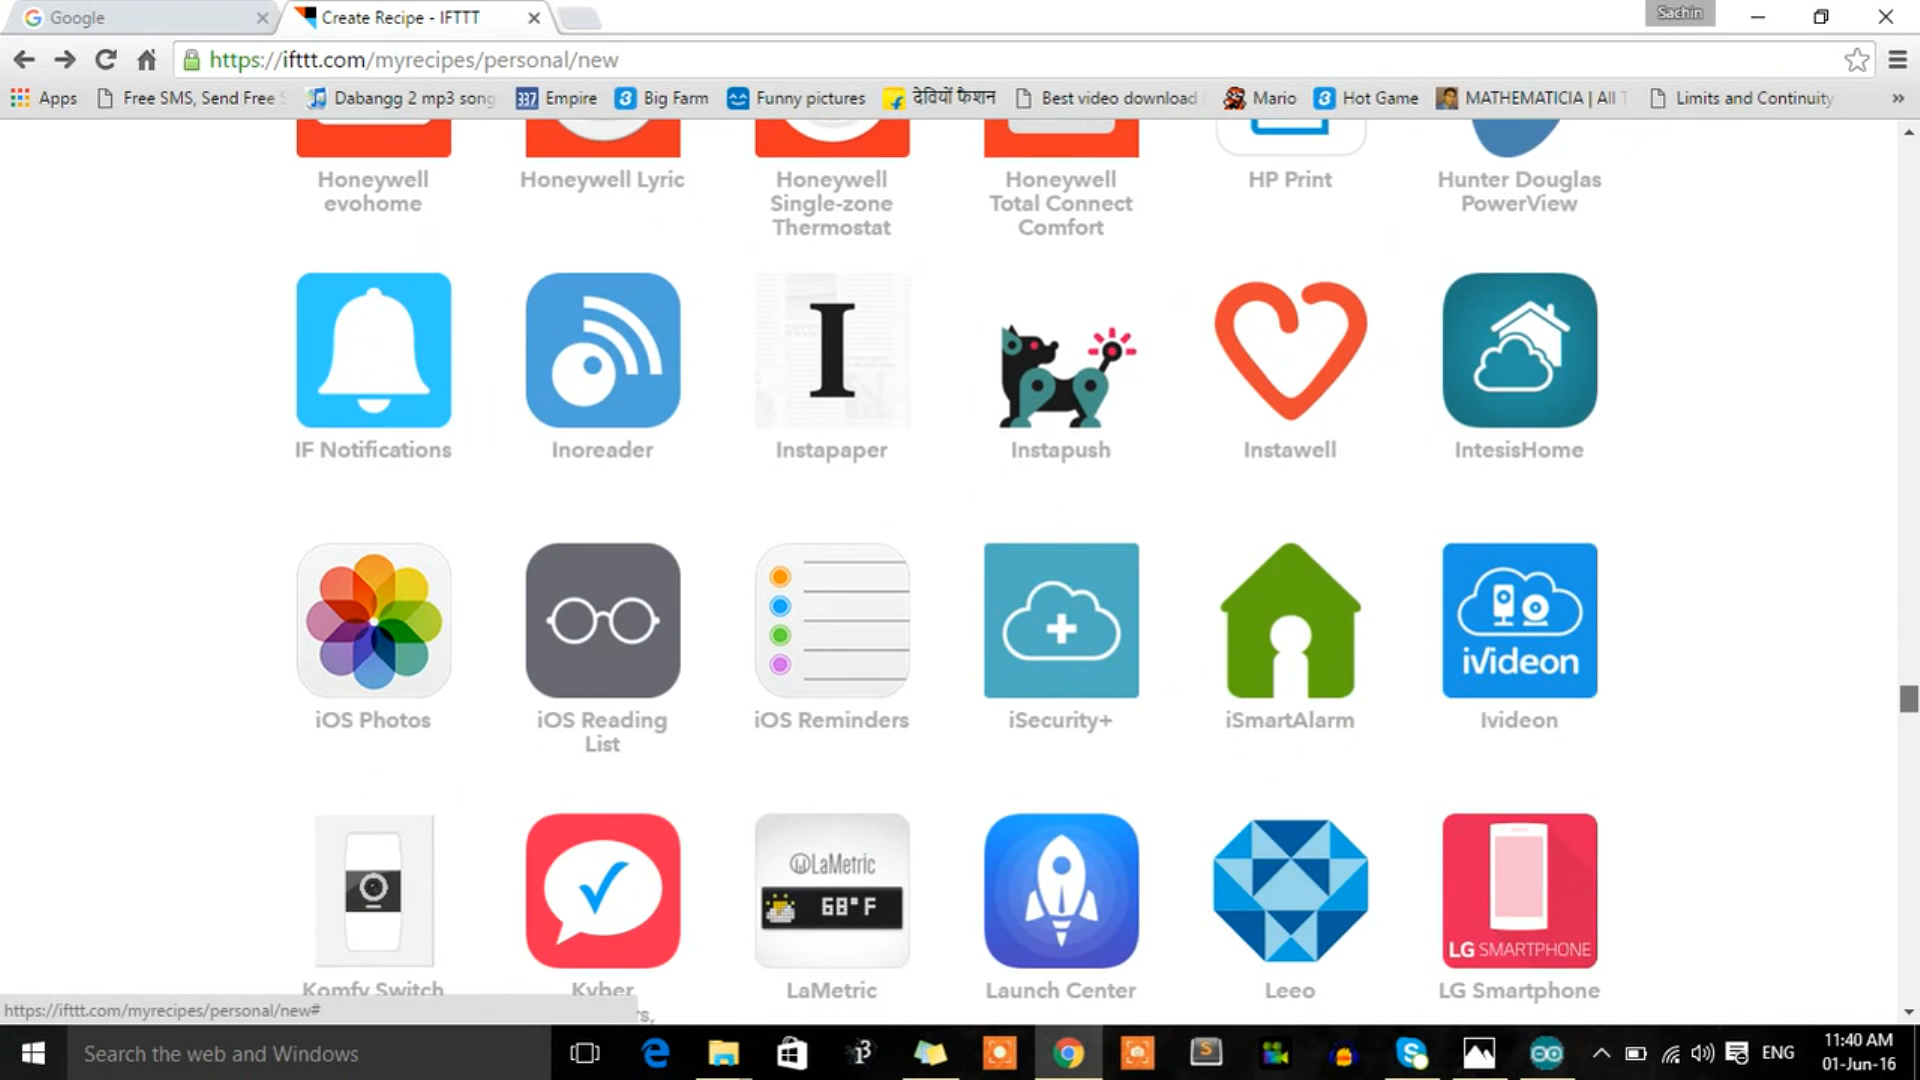 Google
Create Recipe - IFTTT
Sachin
https://ifttt.com/myrecipes/personal/new
Apps
Free SMS, Send Free
Dabangg 2 mp3 song
337
Empire
3
Big Farm
Funny pictures
देवियों फैशन
Best video download
Mario
3
Hot Game
MATHEMATICIA | All T
Limits and Continuity
»
Honeywell
evohome
Honeywell Lyric
Honeywell
Single-zone
Thermostat
Honeywell
Total Connect
Comfort
HP Print
Hunter Douglas
PowerView
I
IF Notifications
Inoreader
Instapaper
Instapush
Instawell
IntesisHome
iVideon
iOS Photos
iOS Reading
List
iOS Reminders
iSecurity+
iSmartAlarm
Ivideon
LaMetric
68°F
LG SMARTPHONE
Komfy Switch
Kyber
LaMetric
Launch Center
Leeo
LG Smartphone
https://ifttt.com/myrecipes/personal/new#
rs,
Search the web and Windows
ENG
11:40 AM
01-Jun-16